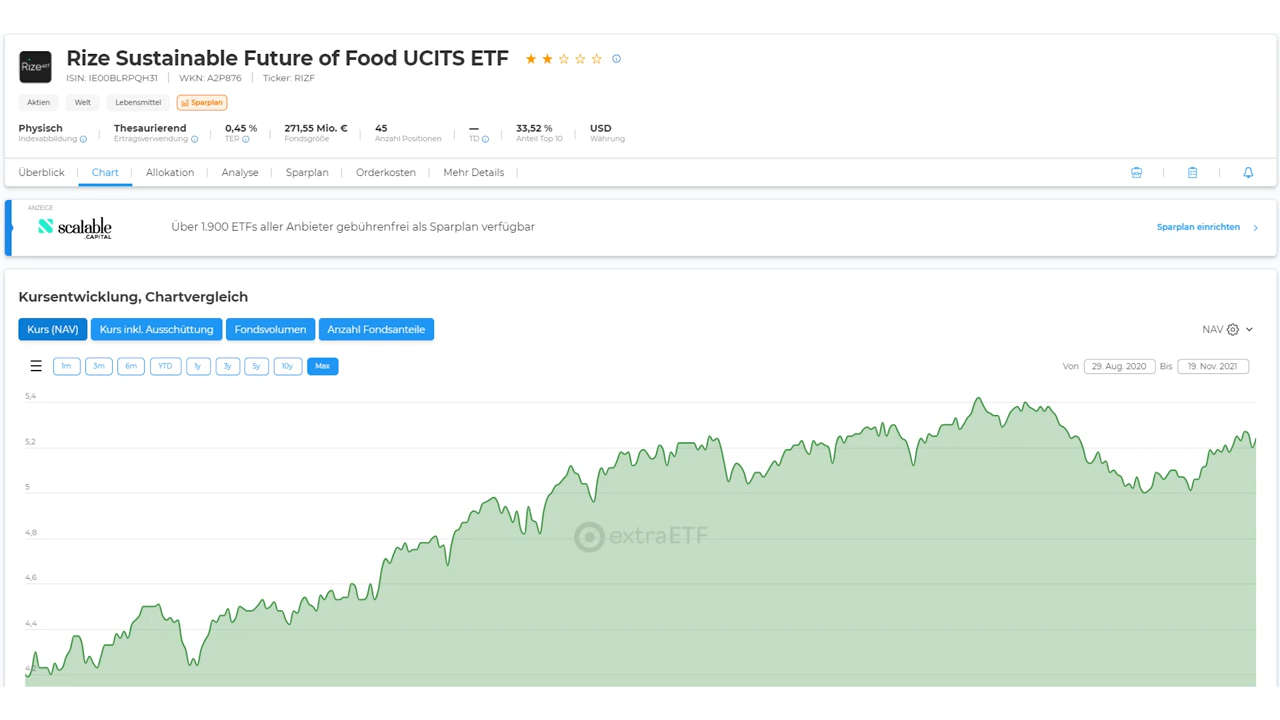 Rize ETF
Rize Sustainable Future of Food UCITS ETF
ISIN: IE00BLRPQH31 | WKN: A2P876 | Ticker: RIZF
Aktien Welt Lebensmittel Sparplan
Physisch Thesaurierend 0,45 % 271,55 Mio. € 45 — 33,52 % USD
Indexabbildung Ertragsverwendung TER Fondsgröße Anzahl Positionen TD Anteil Top 10 Währung
Überblick | Chart | Allokation | Analyse | Sparplan | Orderkosten | Mehr Details |
ANZEIGE
scalable
CAPITAL
Über 1.900 ETFs aller Anbieter gebührenfrei als Sparplan verfügbar
Sparplan einrichten
Kursentwicklung, Chartvergleich
Kurs (NAV) Kurs inkl. Ausschüttung Fondsvolumen Anzahl Fondsanteile NAV
1m 3m 6m YTD 1y 3y 5y 10y Max Von 29. Aug. 2020 Bis 19. Nov. 2021
5,4
5,2
5
4,8
extraETF
4,6
4,4
4,2